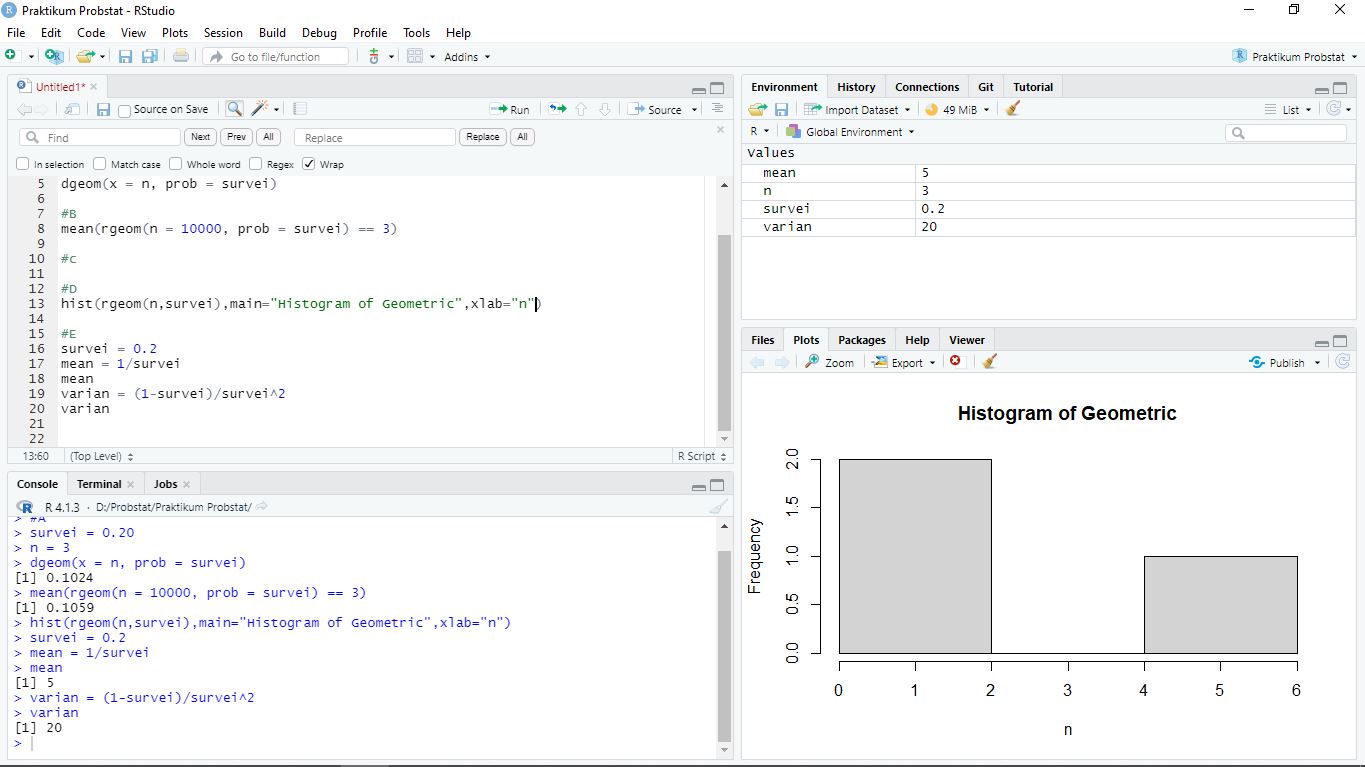 Praktikum Probstat - RStudio
File Edit Code View Plots Session Build Debug Profile Tools Help
Go to file/function Addins Praktikum Probstat
Untitled1*
Source on Save Run Source
Find Next Prev All Replace Replace All
In selection Match case Whole word Regex Wrap
5 dgeom(x = n, prob = survei)
6
7 #B
8 mean(rgeom(n = 10000, prob = survei) == 3)
9
10 #C
11
12 #D
13 hist(rgeom(n,survei),main="Histogram of Geometric",xlab="n")
14
15 #E
16 survei = 0.2
17 mean = 1/survei
18 mean
19 varian = (1-survei)/survei^2
20 varian
21
22
13:60 (Top Level) R Script
Console Terminal Jobs
R 4.1.3 · D:/Probstat/Praktikum Probstat/
> #A
> survei = 0.20
> n = 3
> dgeom(x = n, prob = survei)
[1] 0.1024
> mean(rgeom(n = 10000, prob = survei) == 3)
[1] 0.1059
> hist(rgeom(n,survei),main="Histogram of Geometric",xlab="n")
> survei = 0.2
> mean = 1/survei
> mean
[1] 5
> varian = (1-survei)/survei^2
> varian
[1] 20
>
Environment History Connections Git Tutorial
Import Dataset 49 MiB List
R Global Environment
Values
mean 5
n 3
survei 0.2
varian 20
Files Plots Packages Help Viewer
Zoom Export Publish
Histogram of Geometric
Frequency
2.0
1.5
1.0
0.5
0.0
0 1 2 3 4 5 6
n